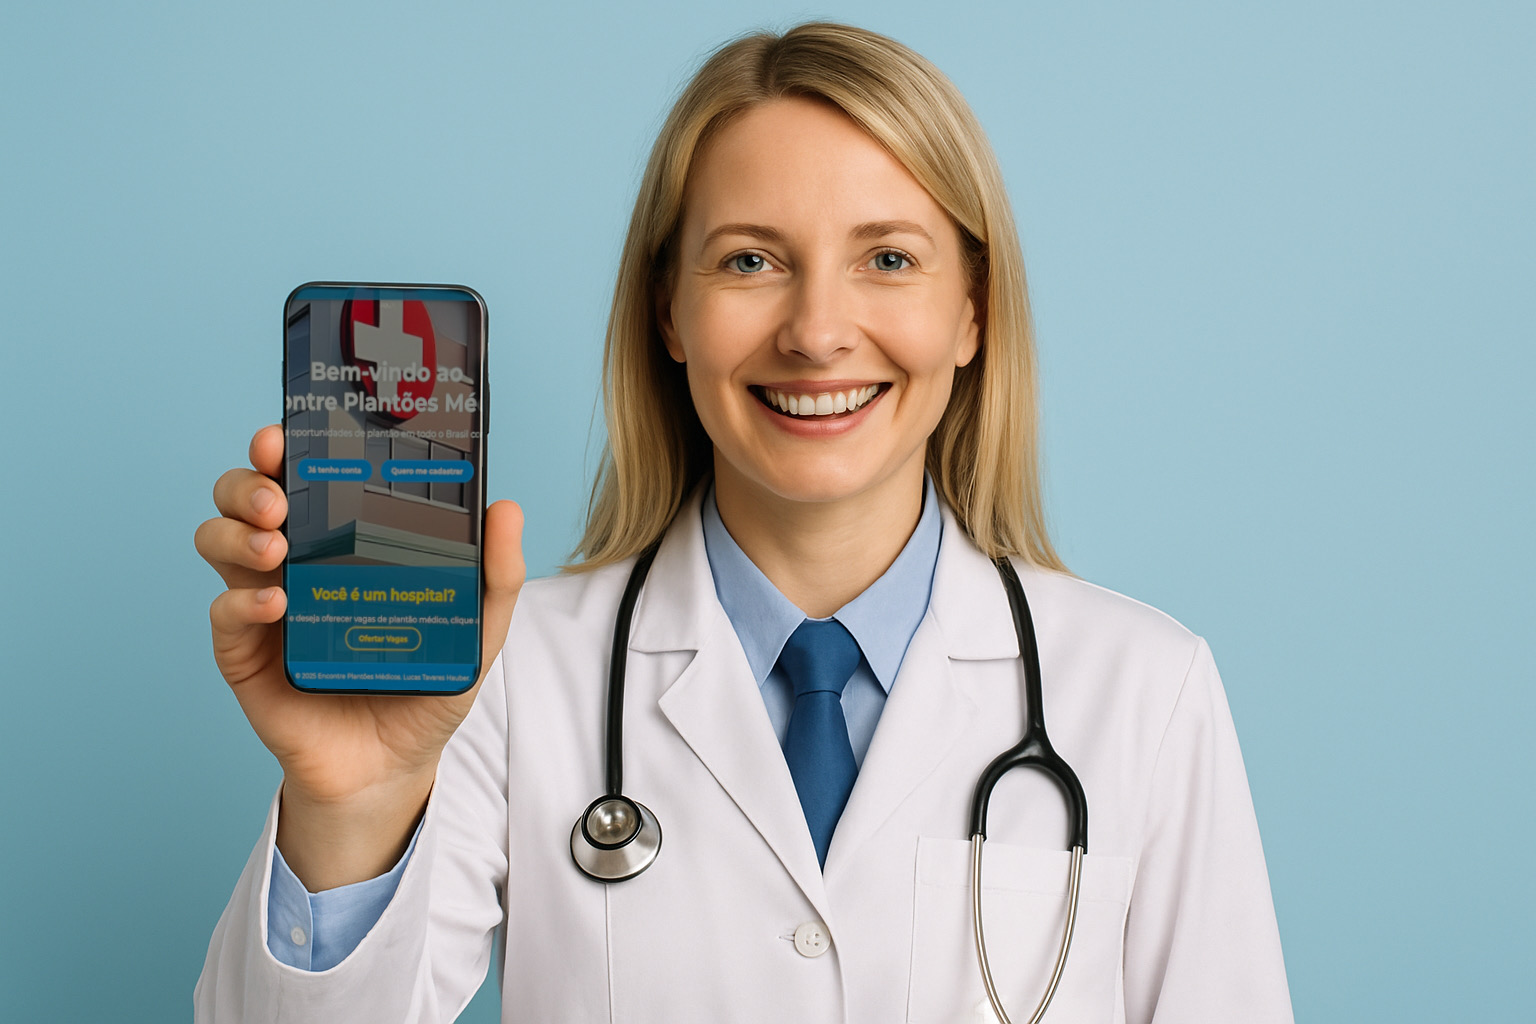 Bem-vindo ao
ontre Plantões Mé
oportunidades de plantão em todo o Brasil co
Já tenho conta
Quero me cadastrar
Você é um hospital?
e deseja oferecer vagas de plantão médico, clique a
Ofertar Vagas
© 2025 Encontre Plantões Médicos. Lucas Tavares Hauber.